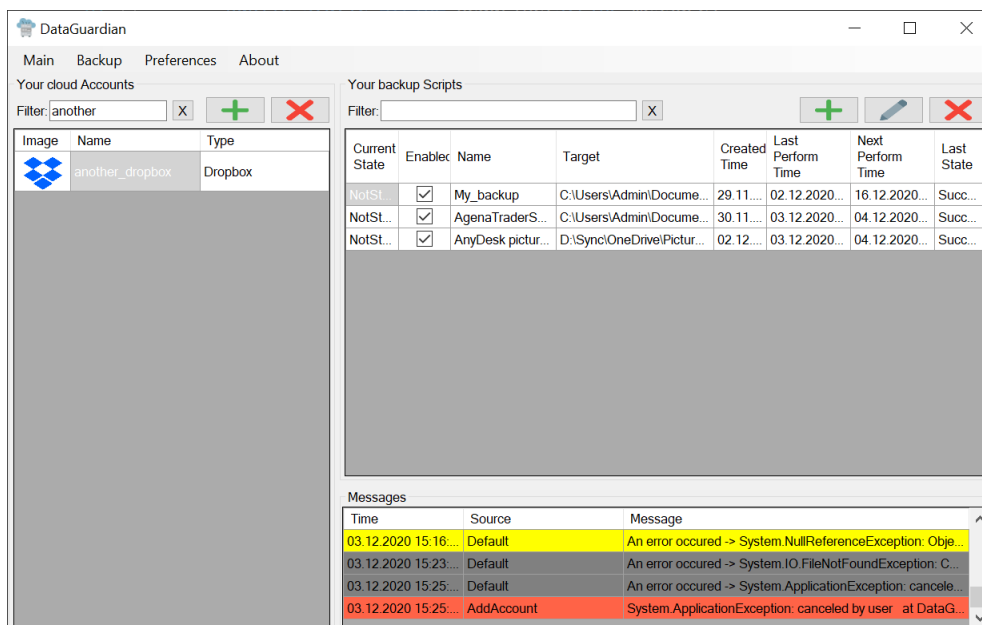 DataGuardian
Main Backup Preferences About
Your cloud Accounts
Filter: another X
Image Name Type
another_dropbox Dropbox
Your backup Scripts
Filter: X
Current State Enablec Name Target Created Time Last Perform Time Next Perform Time Last State
NotSt... My_backup C:\Users\Admin\Docume... 29.11.... 02.12.2020... 16.12.2020... Succ...
NotSt... AgenaTraderS... C:\Users\Admin\Docume... 30.11.... 03.12.2020... 04.12.2020... Succ...
NotSt... AnyDesk pictur... D:\Sync\OneDrive\Pictur... 02.12.... 03.12.2020... 04.12.2020... Succ...
Messages
Time Source Message
03.12.2020 15:16:... Default An error occured -> System.NullReferenceException: Obje...
03.12.2020 15:23:... Default An error occured -> System.IO.FileNotFoundException: C...
03.12.2020 15:25:... Default An error occured -> System.ApplicationException: cancele...
03.12.2020 15:25:... AddAccount System.ApplicationException: canceled by user at DataG...